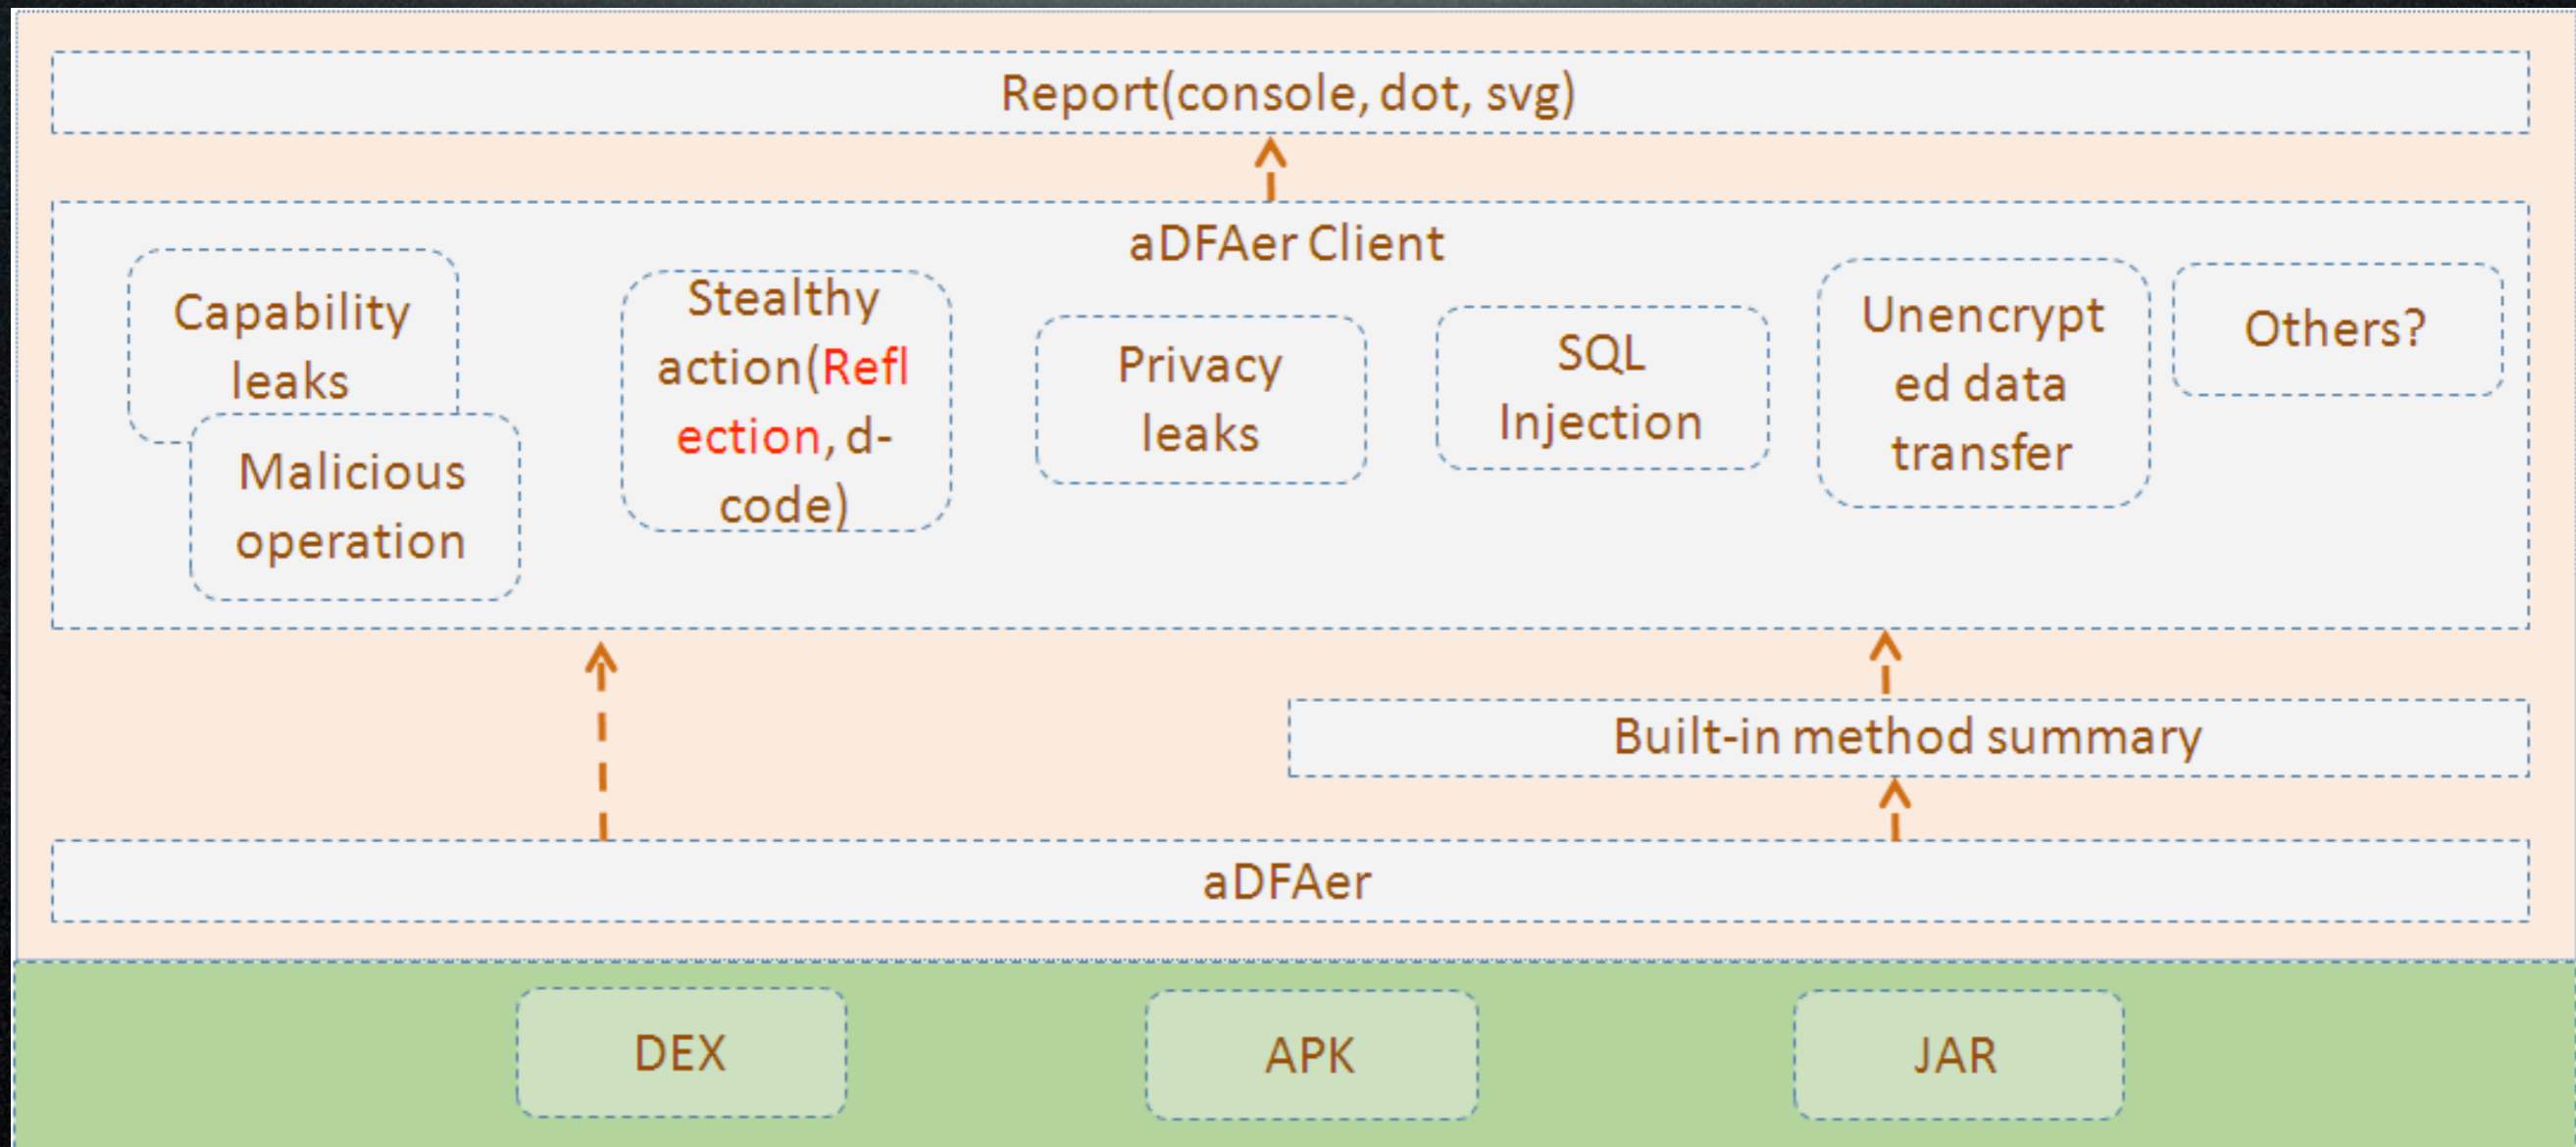 Report(console, dot, svg)
aDFAer Client
Capability
leaks
Malicious
operation
Stealthy
action(Refl
ection, d-
code)
Privacy
leaks
SQL
Injection
Unencrypt
ed data
transfer
Others?
Built-in method summary
aDFAer
DEX
APK
JAR